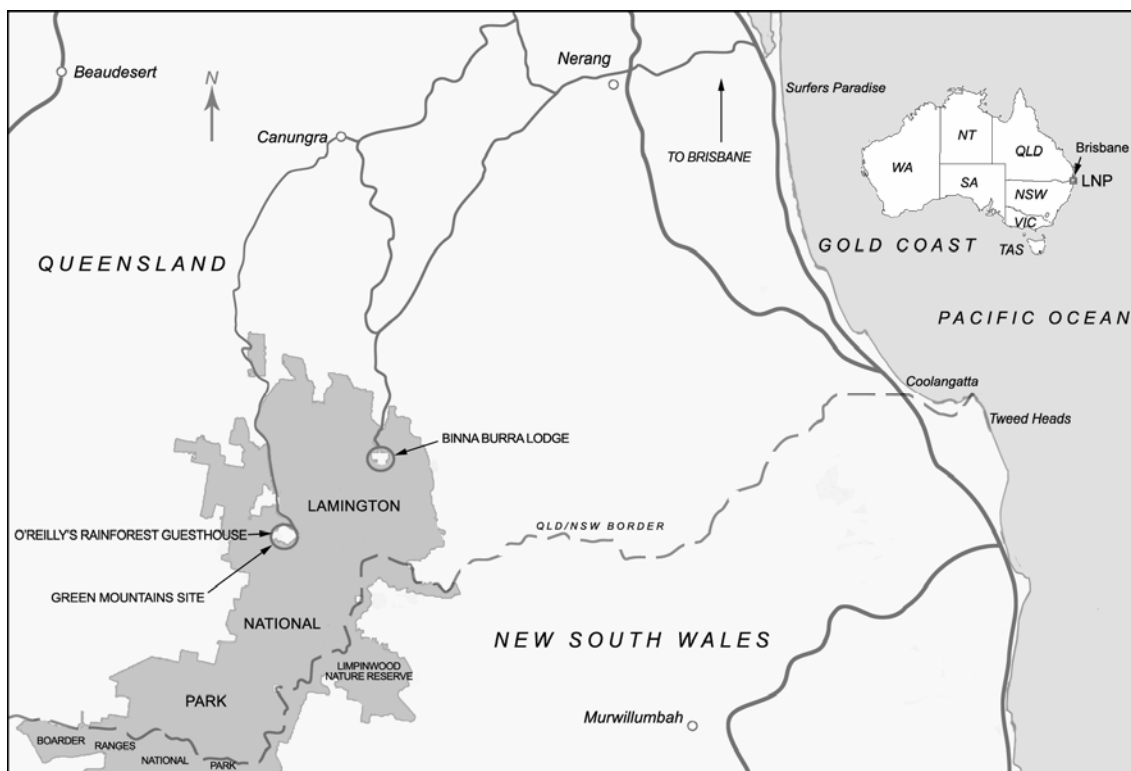 Beaudesert
N
Nerang
Canungra
TO BRISBANE
Surfers Paradise
WA
NT
QLD
SA
NSW
VIC
TAS
Brisbane
LNP
QUEENSLAND
GOLD COAST
PACIFIC OCEAN
Coolangatta
Tweed Heads
BINNA BURRA LODGE
LAMINGTON
O'REILLY'S RAINFOREST GUESTHOUSE
QLD/NSW BORDER
GREEN MOUNTAINS SITE
NATIONAL
NEW SOUTH WALES
LIMPINWOOD
NATURE RESERVE
PARK
Murwillumbah
BOARDER
RANGES
NATIONAL
PARK